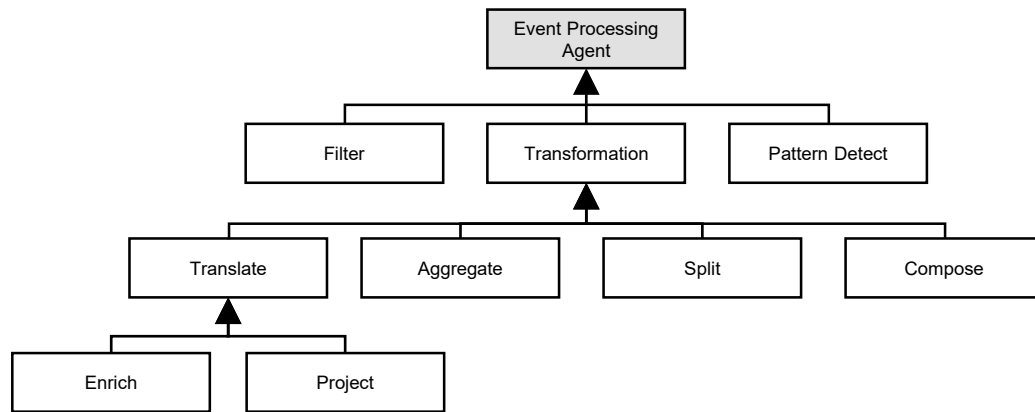 Event Processing
Agent
Filter
Transformation
Pattern Detect
Translate
Aggregate
Split
Compose
Enrich
Project